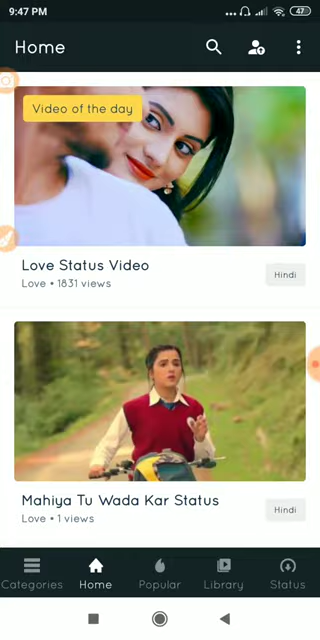 9:47 PM
47
Home
Video of the day
Love Status Video
Love • 1831 views
Hindi
Mahiya Tu Wada Kar Status
Love • 1 views
Hindi
Categories
Home
Popular
Library
Status